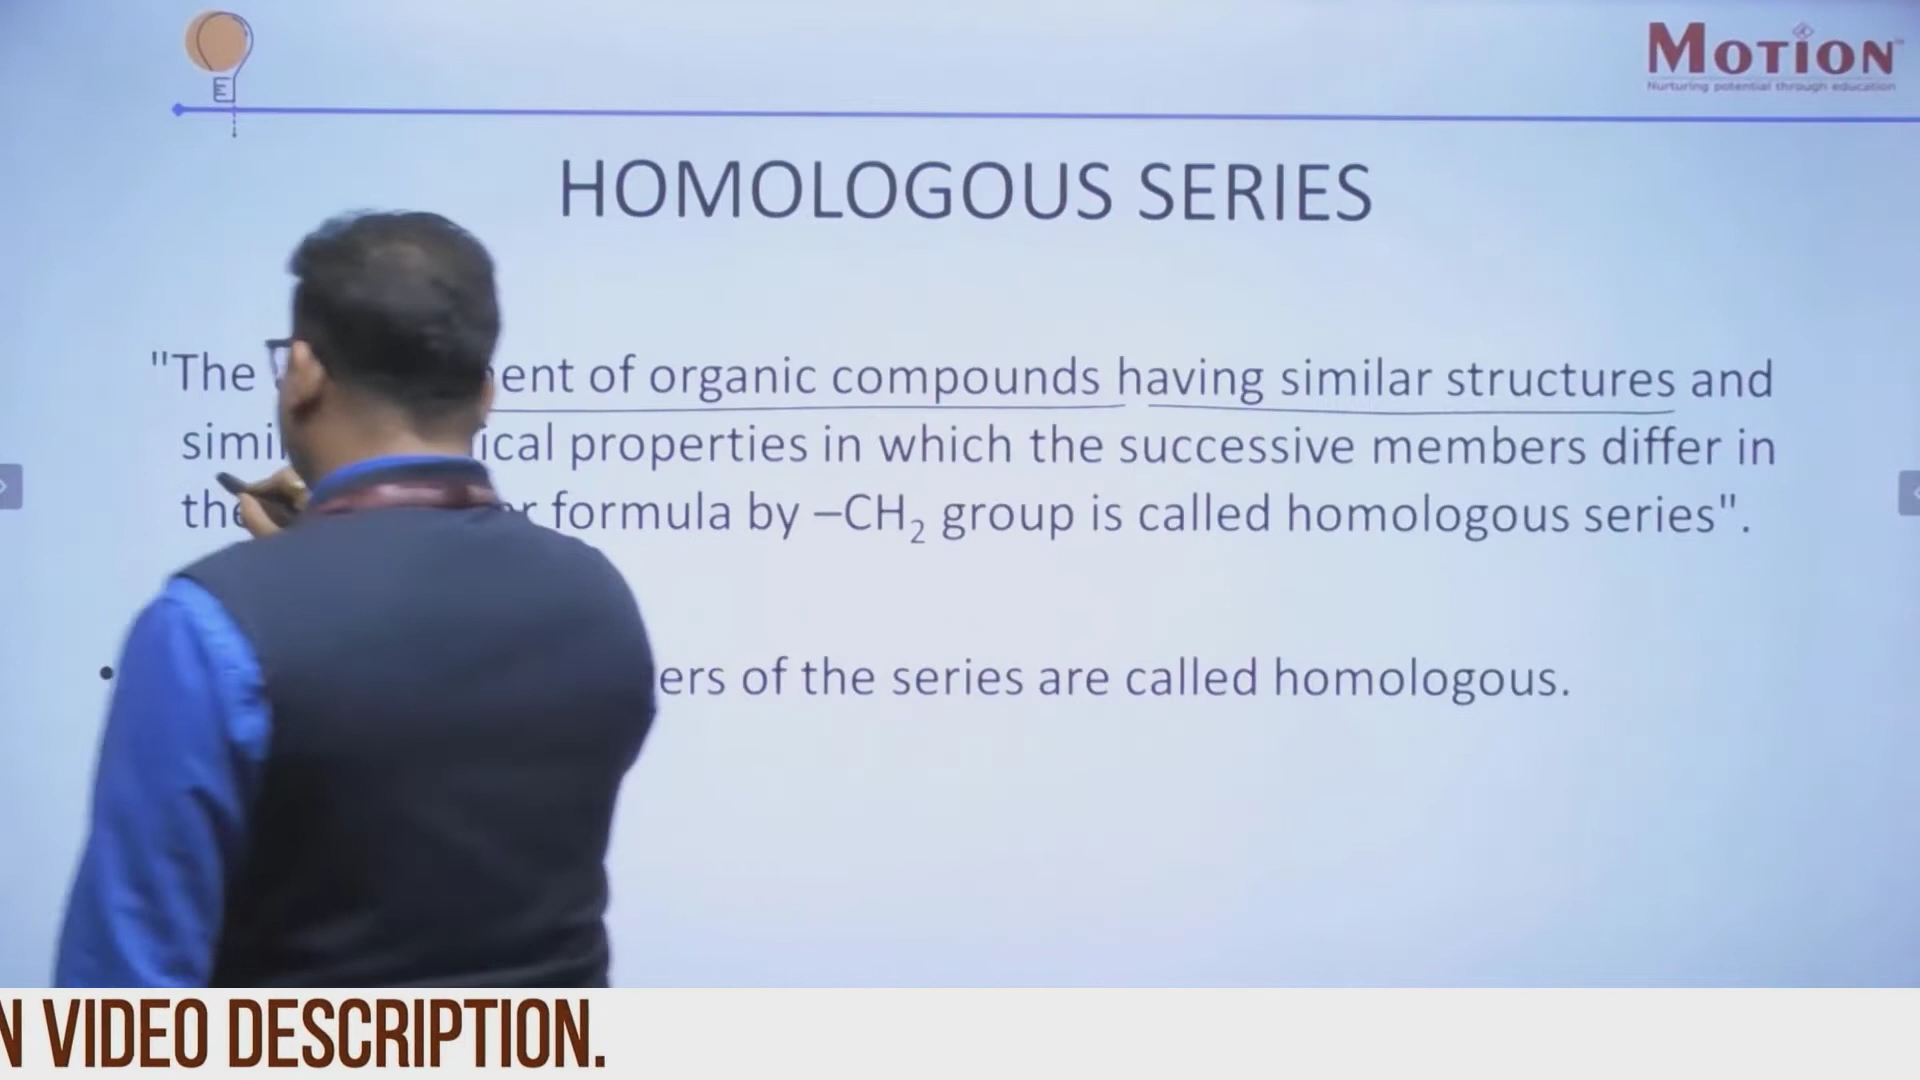 MOTION
Nurturing potential through education
HOMOLOGOUS SERIES
"The ent of organic compounds having similar structures and
simi ical properties in which the successive members differ in
the r formula by –CH₂ group is called homologous series".
• ers of the series are called homologous.
N VIDEO DESCRIPTION.